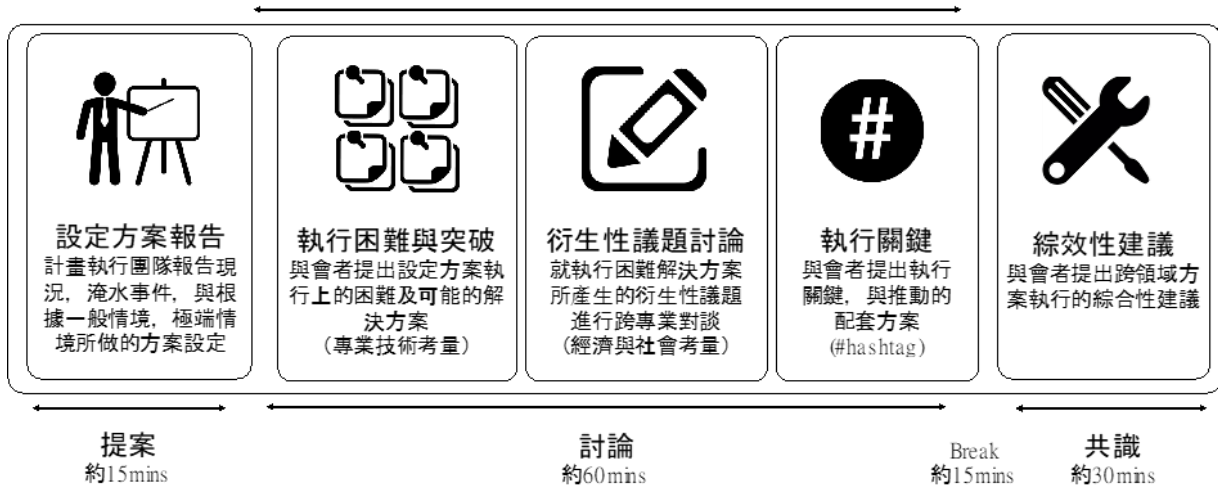 #
設定方案報告
計畫執行團隊報告現
況，淹水事件，與根
據一般情境，極端情
境所做的方案設定
執行困難與突破
與會者提出設定方案執
行上的困難及可能的解
決方案
（專業技術考量）
衍生性議題討論
就執行困難解決方案
所產生的衍生性議題
進行跨專業對談
（經濟與社會考量）
執行關鍵
與會者提出執行
關鍵，與推動的
配套方案
(#hashtag)
綜效性建議
與會者提出跨領域方
案執行的綜合性建議
提案
約15mins
討論
約60mins
Break
約15mins
共識
約30mins